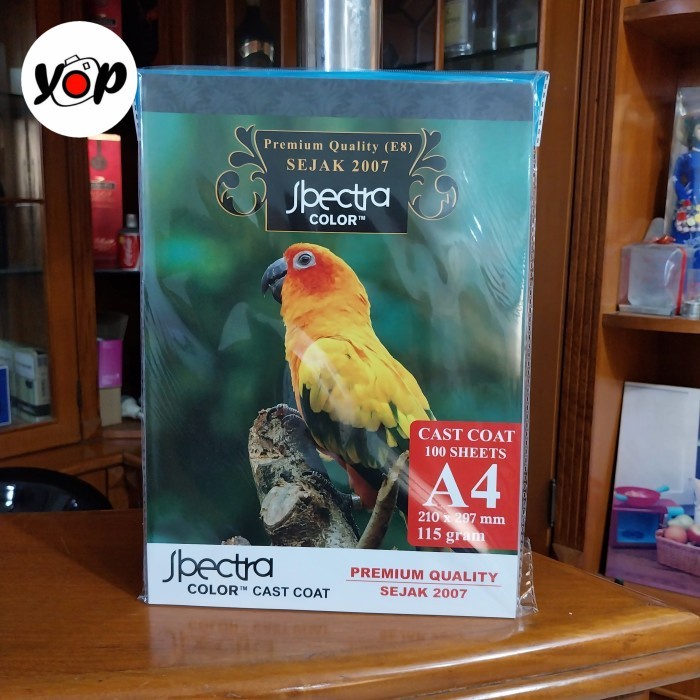 YOP
Premium Quality (E8)
SEJAK 2007
Spectra
COLOR™
CAST COAT
100 SHEETS
A4
210 x 297 mm
115 gram
Spectra
COLOR™ CAST COAT
PREMIUM QUALITY
SEJAK 2007